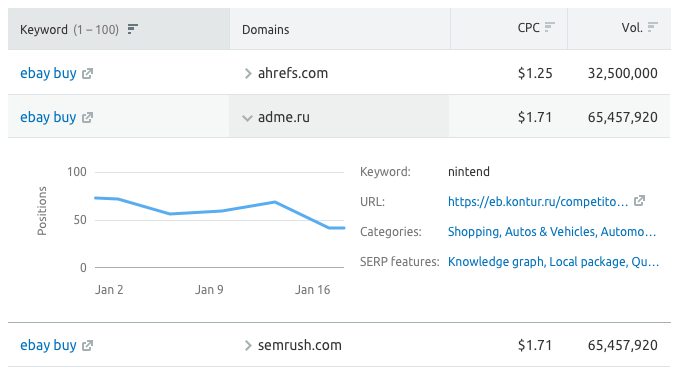 Keyword (1 – 100) Domains CPC Vol.
ebay buy ahrefs.com $1.25 32,500,000
ebay buy adme.ru $1.71 65,457,920
Positions
100
50
0
Jan 2 Jan 9 Jan 16
Keyword: nintend
URL: https://eb.kontur.ru/competito…
Categories: Shopping, Autos & Vehicles, Automo…
SERP features: Knowledge graph, Local package, Qu…
ebay buy semrush.com $1.71 65,457,920